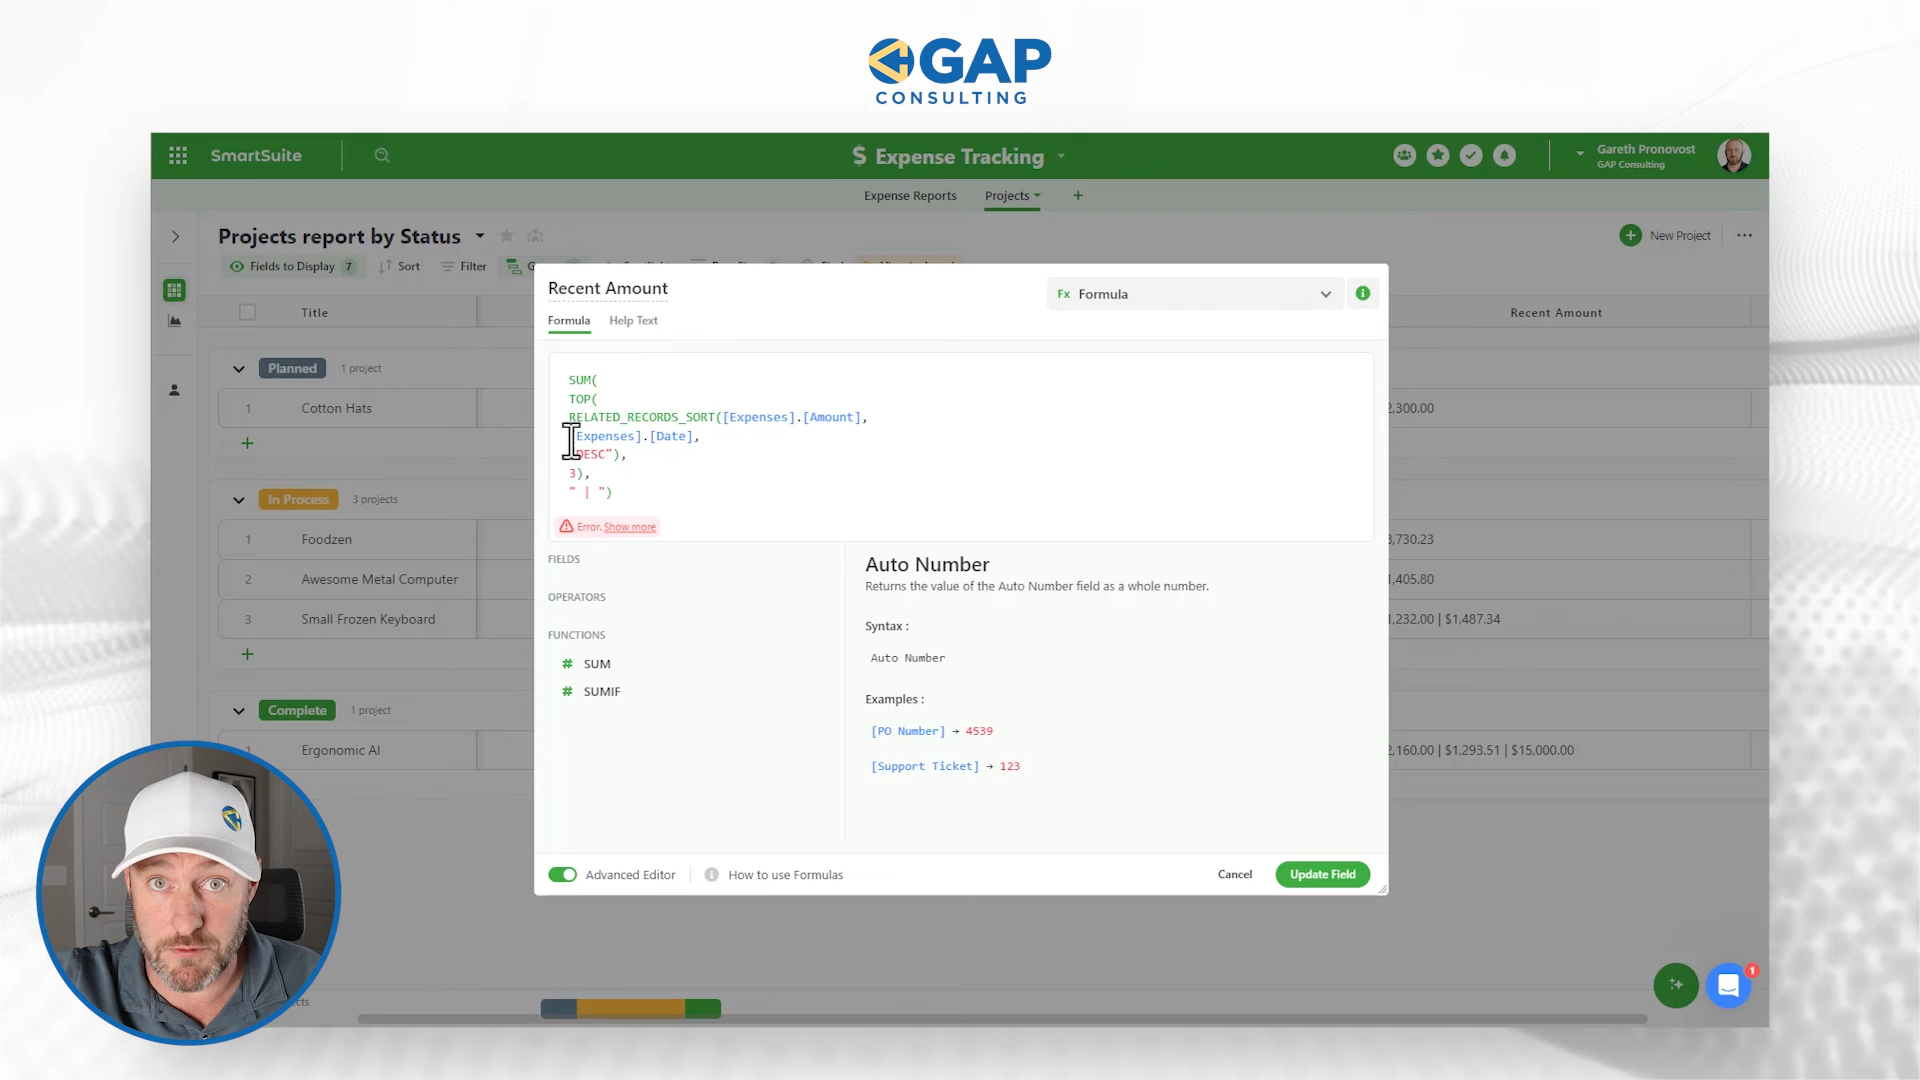 GAP
CONSULTING
SmartSuite
$ Expense Tracking
Gareth Pronovost
GAP Consulting
Expense Reports
Projects
+
Projects report by Status
New Project
Fields to Display 7
Sort
Filter
Title
Recent Amount
Planned
1 project
1 Cotton Hats
2,300.00
In Process
3 projects
1 Foodzen
3,730.23
2 Awesome Metal Computer
1,405.80
3 Small Frozen Keyboard
1,232.00 | $1,487.34
Complete
1 project
1 Ergonomic AI
2,160.00 | $1,293.51 | $15,000.00
Recent Amount
Fx Formula
Formula
Help Text
SUM(
TOP(
RELATED_RECORDS_SORT([Expenses].[Amount],
Expenses].[Date],
DESC"),
3),
" | ")
Error. Show more
FIELDS
OPERATORS
FUNCTIONS
# SUM
# SUMIF
Auto Number
Returns the value of the Auto Number field as a whole number.
Syntax :
Auto Number
Examples :
[PO Number] → 4539
[Support Ticket] → 123
Advanced Editor
How to use Formulas
Cancel
Update Field
1